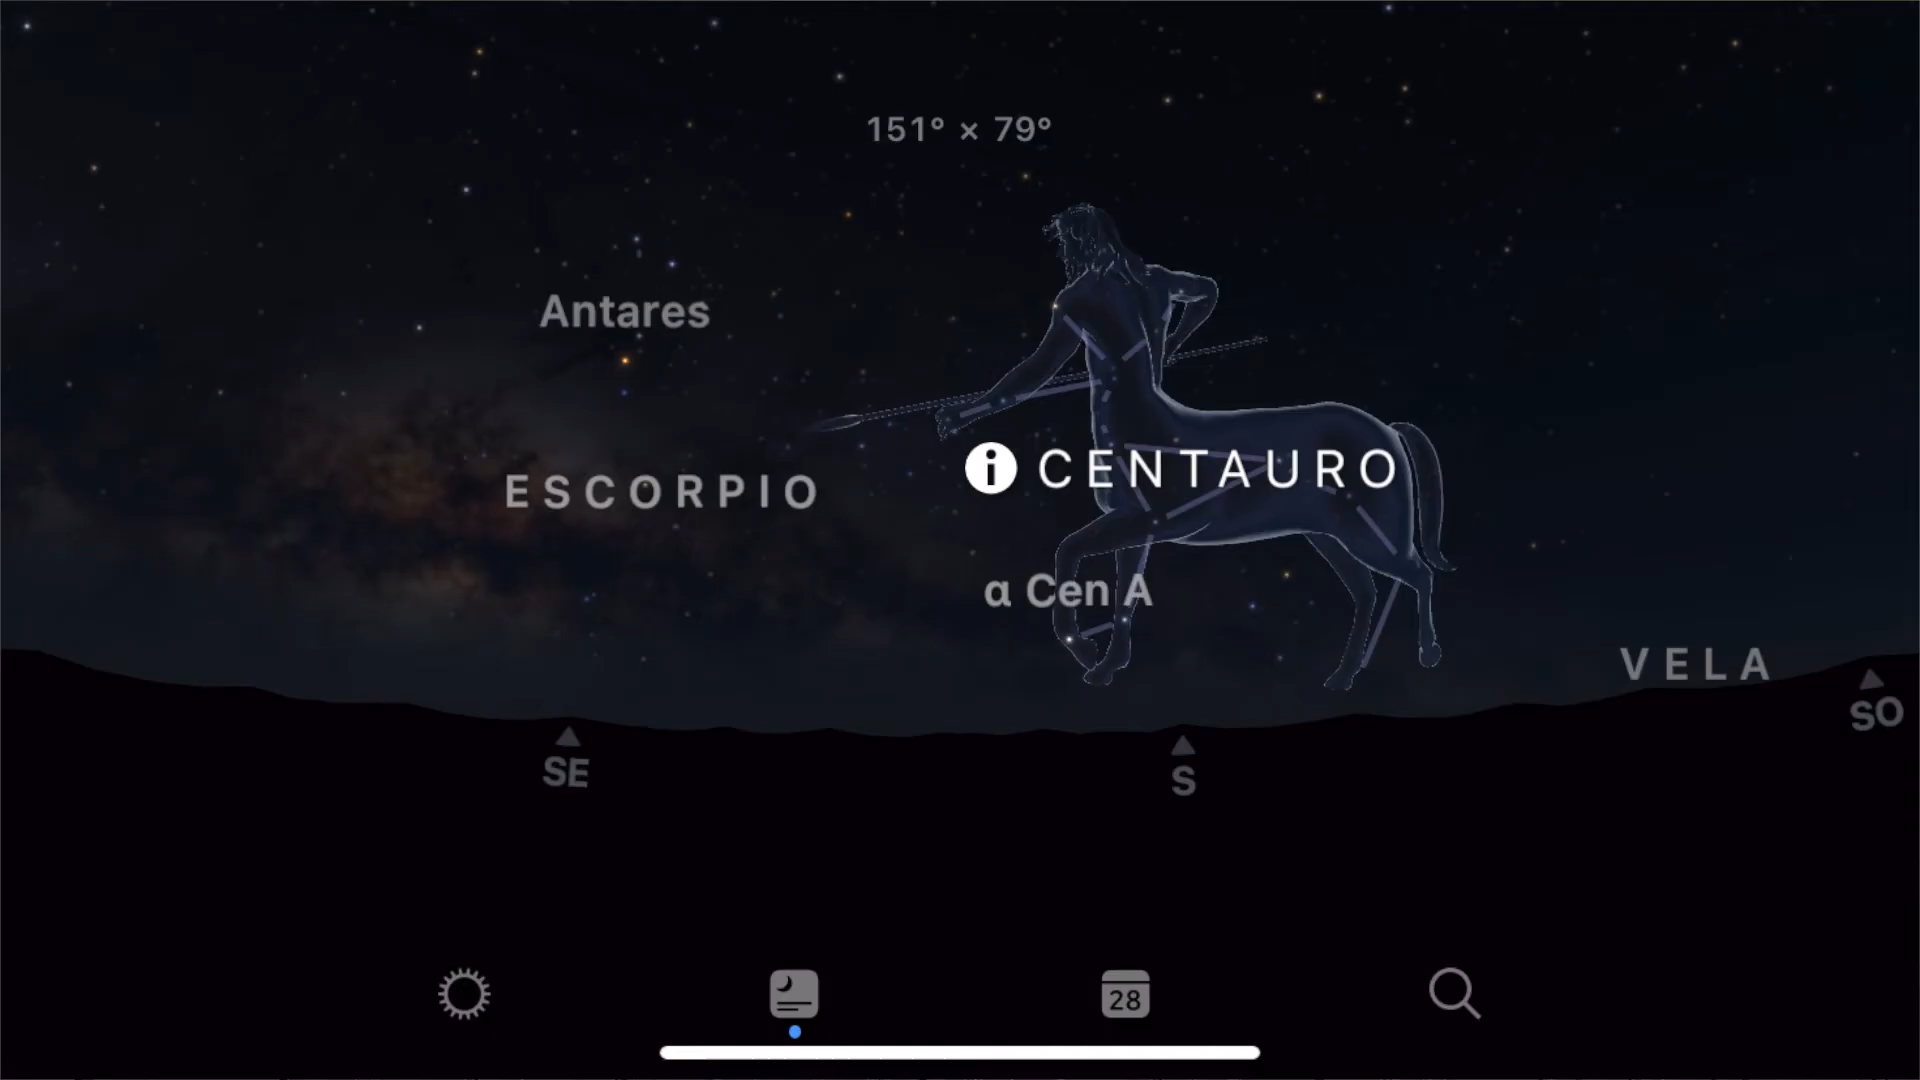 151° × 79°
Antares
ESCORPIO
CENTAURO
α Cen A
VELA
SO
SE
S
28